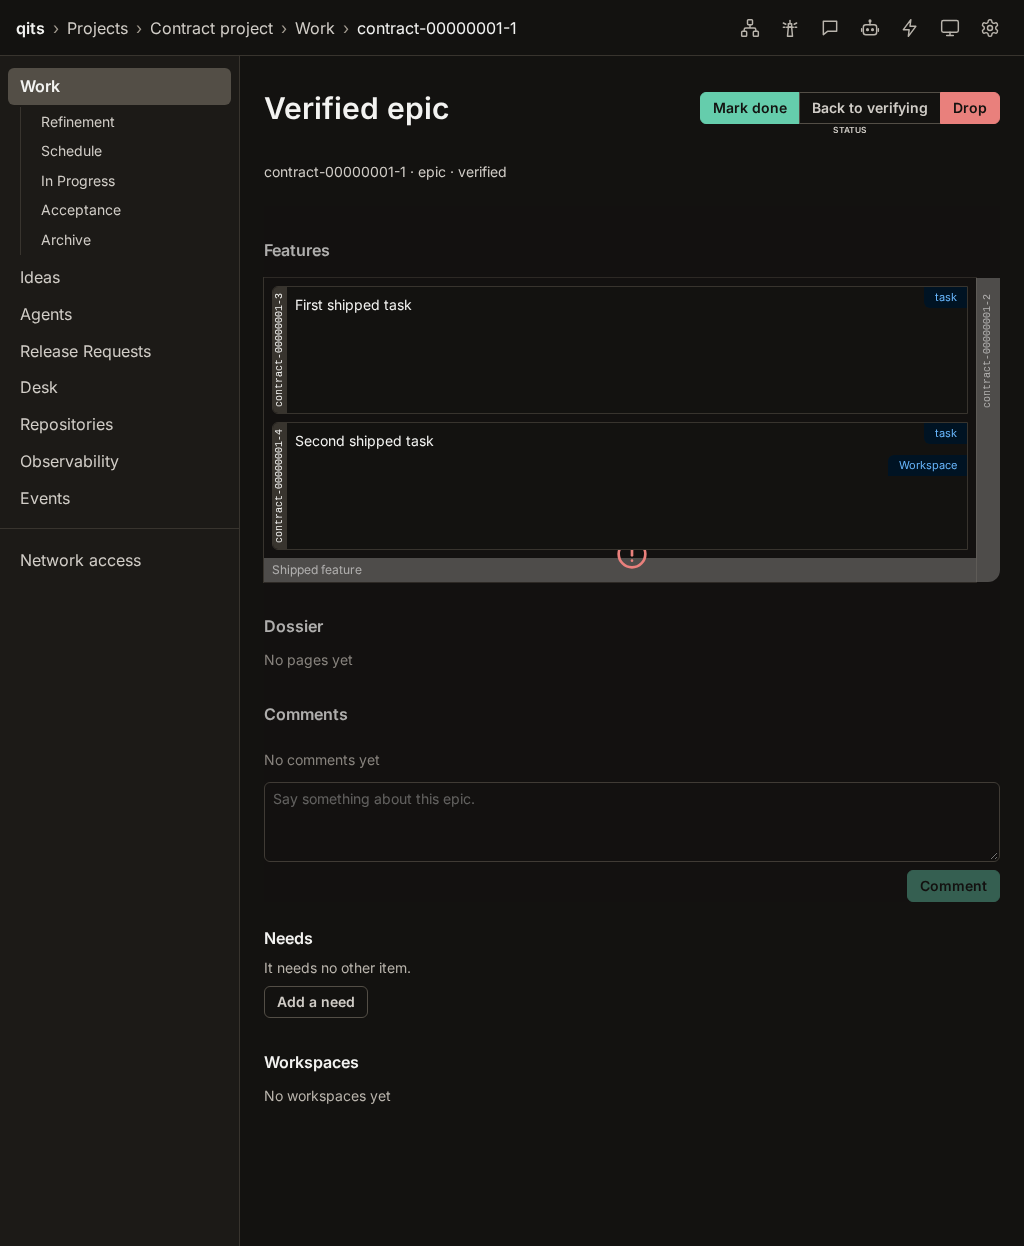 qits › Projects › Contract project › Work › contract-00000001-1
Work
Refinement
Schedule
In Progress
Acceptance
Archive
Ideas
Agents
Release Requests
Desk
Repositories
Observability
Events
Network access
Verified epic
Mark done
Back to verifying
Drop
STATUS
contract-00000001-1 · epic · verified
Features
contract-00000001-3
First shipped task
task
contract-00000001-2
contract-00000001-4
Second shipped task
task
Workspace
Shipped feature
Dossier
No pages yet
Comments
No comments yet
Say something about this epic.
Comment
Needs
It needs no other item.
Add a need
Workspaces
No workspaces yet